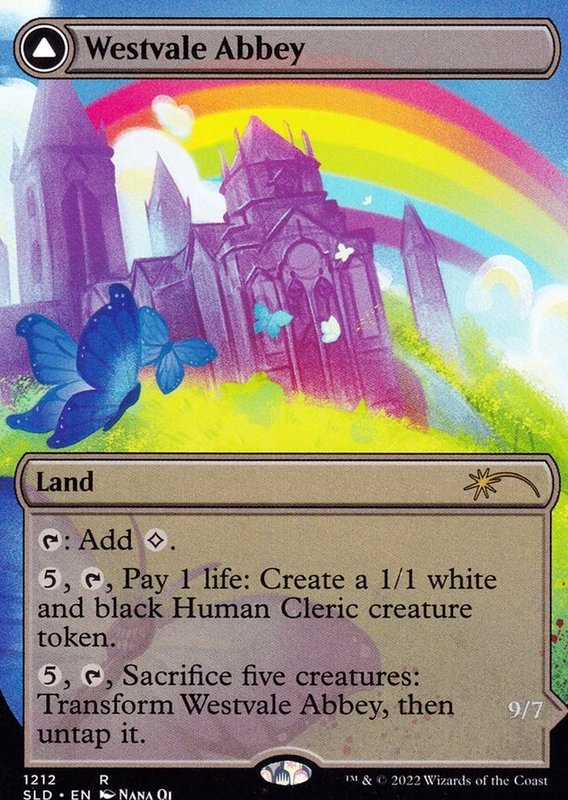 Westvale Abbey
Land
: Add .
5, , Pay 1 life: Create a 1/1 white
and black Human Cleric creature
token.
5, , Sacrifice five creatures:
Transform Westvale Abbey, then
untap it.
9/7
1212 R
SLD • EN Nana Qi
™ & © 2022 Wizards of the Coast